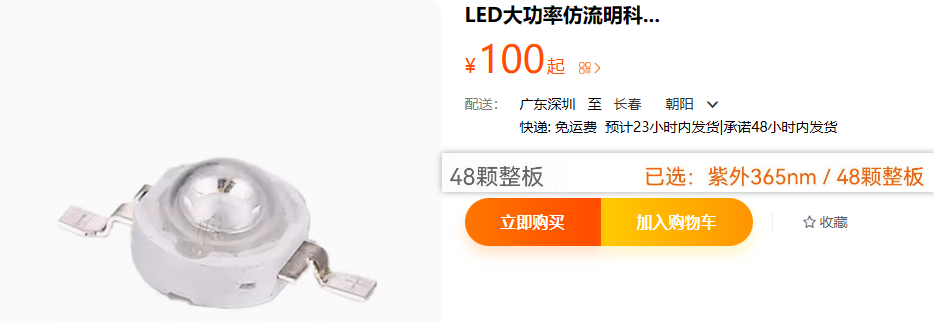 LED大功率仿流明科...
¥100起
配送： 广东深圳 至 长春 朝阳
快递: 免运费 预计23小时内发货|承诺48小时内发货
48颗整板 已选：紫外365nm / 48颗整板
立即购买 加入购物车 收藏